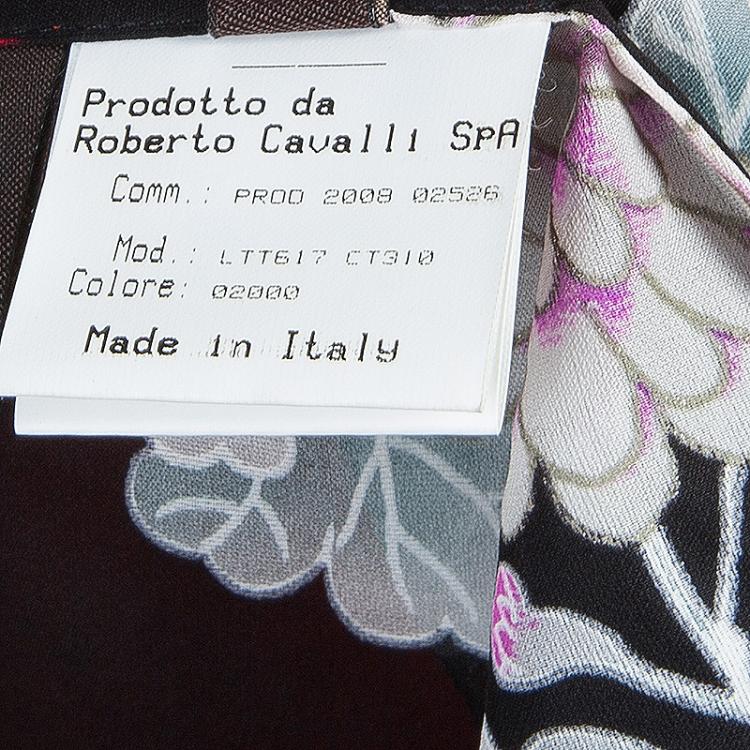 Prodotto da
Roberto Cavalli SpA
Comm.: PROD 2008 02526
Mod.: LTT617 CT310
Colore: 02000
Made in Italy